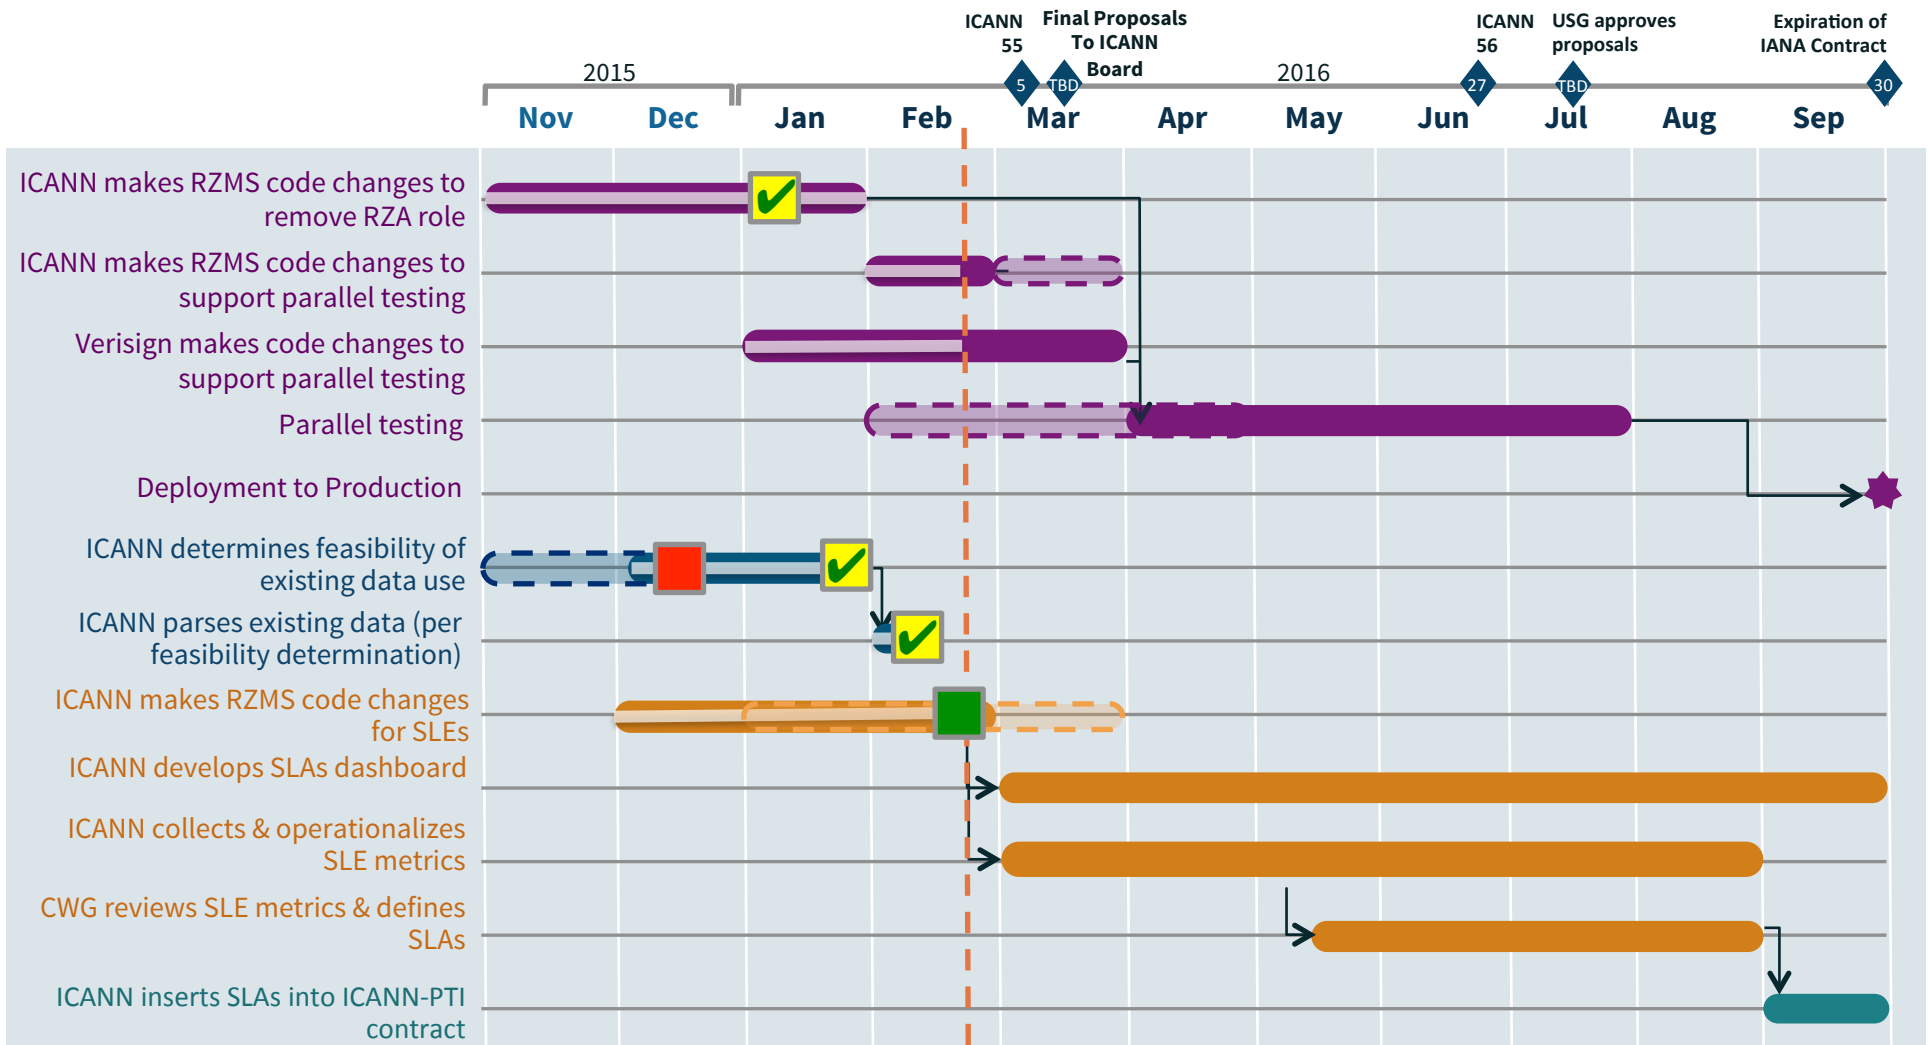 ICANN
55
Final Proposals
To ICANN
Board
ICANN
56
USG approves
proposals
Expiration of
IANA Contract
2015
2016
5
TBD
27
TBD
30
Nov
Dec
Jan
Feb
Mar
Apr
May
Jun
Jul
Aug
Sep
ICANN makes RZMS code changes to
remove RZA role
ICANN makes RZMS code changes to
support parallel testing
Verisign makes code changes to
support parallel testing
Parallel testing
Deployment to Production
ICANN determines feasibility of
existing data use
ICANN parses existing data (per
feasibility determination)
ICANN makes RZMS code changes
for SLEs
ICANN develops SLAs dashboard
ICANN collects & operationalizes
SLE metrics
CWG reviews SLE metrics & defines
SLAs
ICANN inserts SLAs into ICANN-PTI
contract